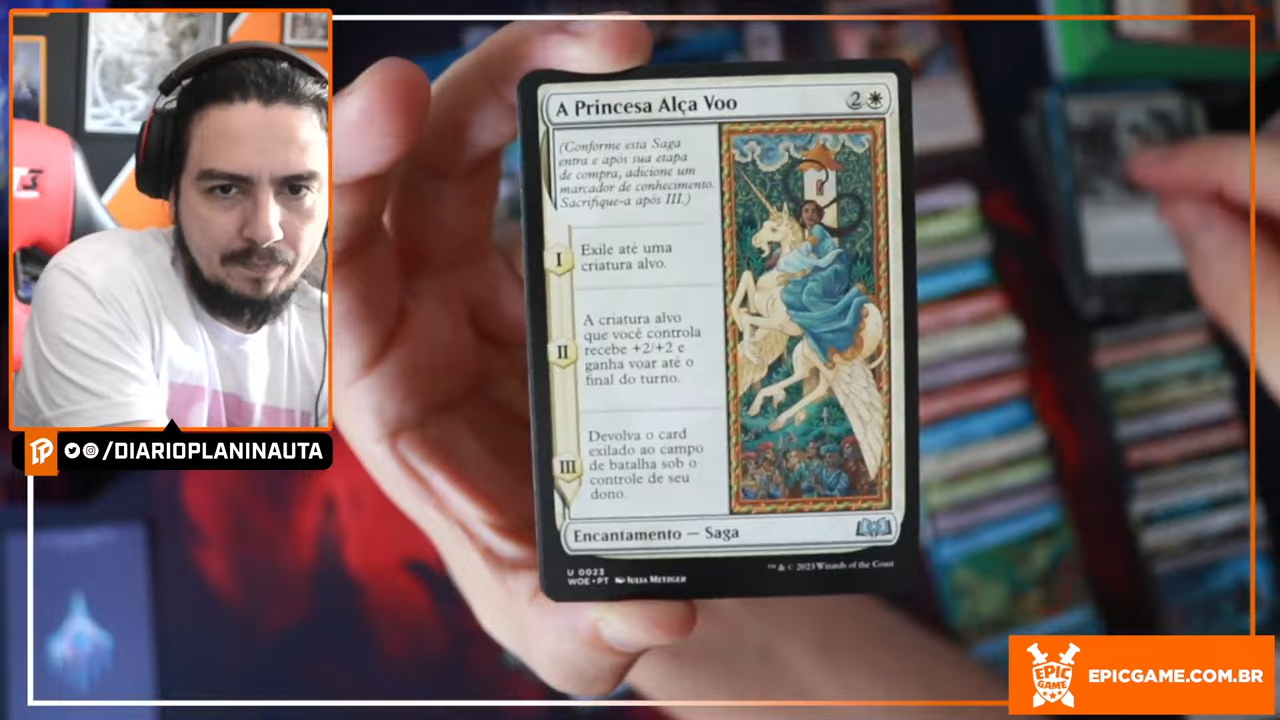 A Princesa Alça Voo
2
(Conforme esta Saga
entra e após sua etapa
de compra, adicione um
marcador de conhecimento.
Sacrifique-a após III.)
I
Exile até uma
criatura alvo.
II
A criatura alvo
que você controla
recebe +2/+2 e
ganha voar até o
final do turno.
III
Devolva o card
exilado ao campo
de batalha sob o
controle de seu
dono.
Encantamento — Saga
U 0023
WOE • PT Julia Metzger
™ & © 2023 Wizards of the Coast
/DIARIOPLANINAUTA
EPIC
GAME
EPICGAME.COM.BR